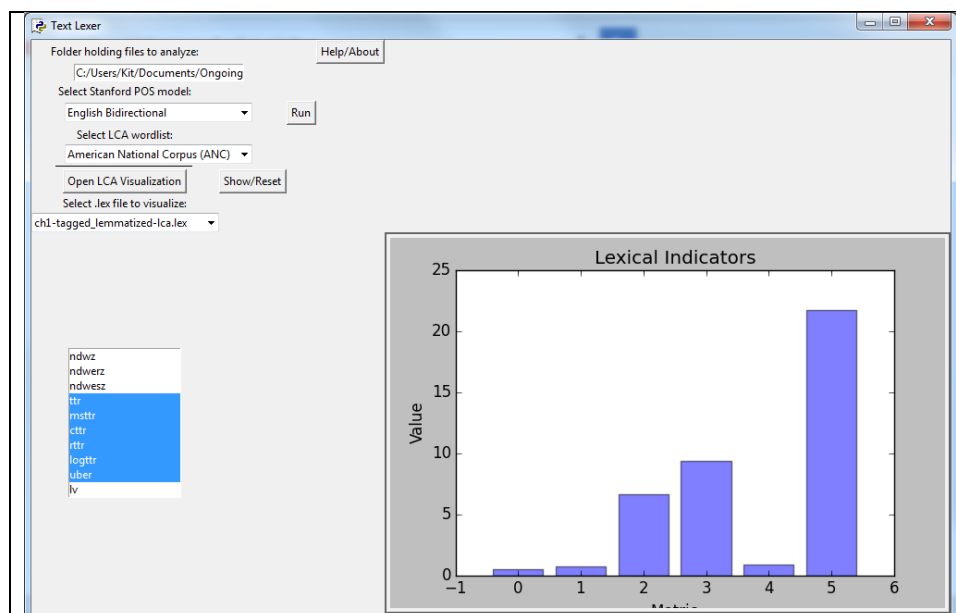 Text Lexer
Folder holding files to analyze:
Help/About
C:/Users/Kit/Documents/Ongoing
Select Stanford POS model:
English Bidirectional
Run
Select LCA wordlist:
American National Corpus (ANC)
Open LCA Visualization
Show/Reset
Select .lex file to visualize:
ch1-tagged_lemmatized-lca.lex
ndwz
ndwerz
ndwesz
ttr
msttr
cttr
rttr
logttr
uber
lv
Lexical Indicators
25
20
15
10
5
0
Value
−1 0 1 2 3 4 5 6
Metric